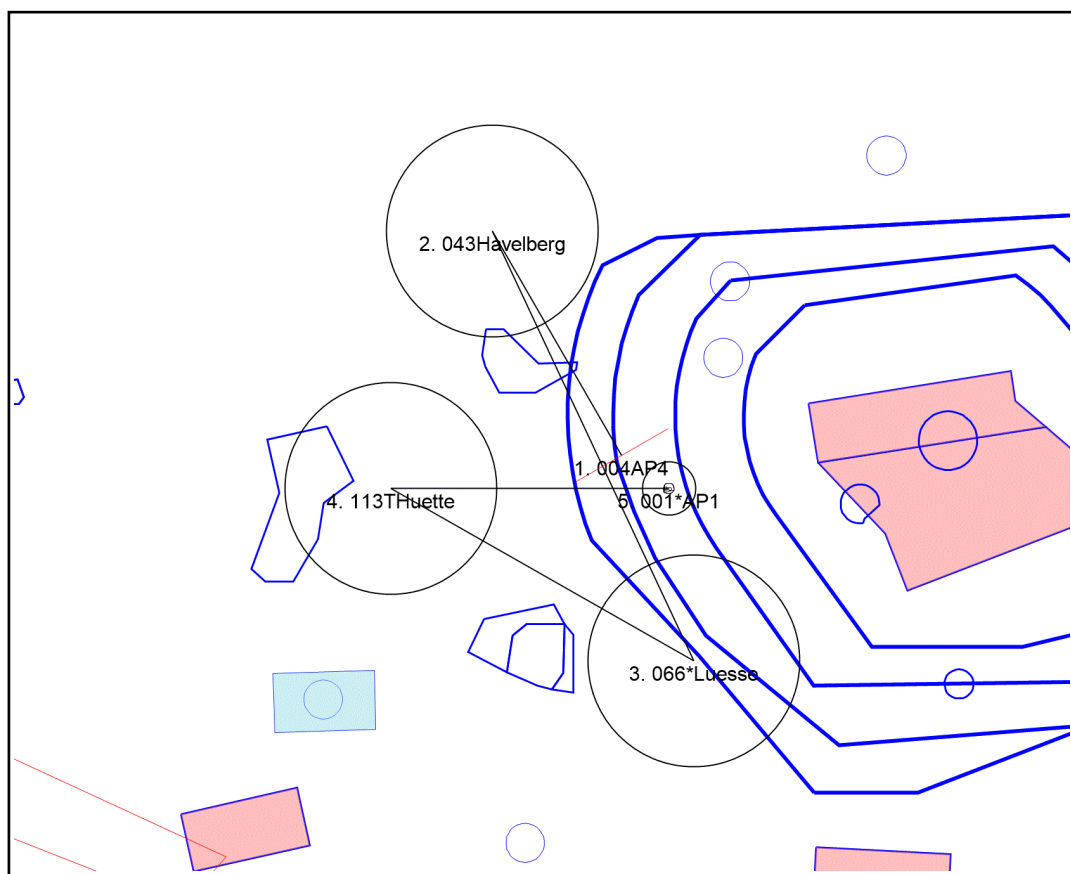 2. 043Havelberg
1. 004AP4
4. 113THuette
5. 001*AP1
3. 066*Luesse